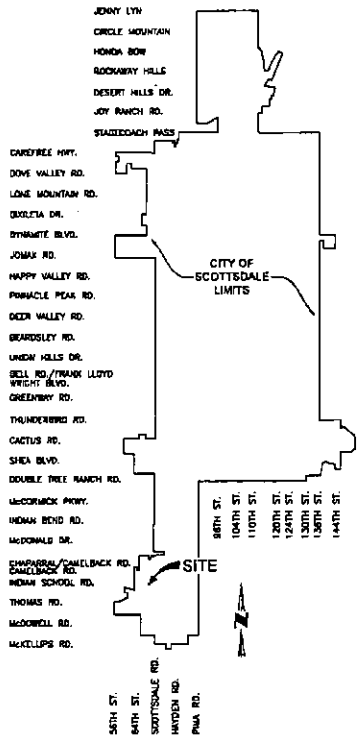 JENNY LYN
CIRCLE MOUNTAIN
HONDA BOW
ROCKAWAY HILLS
DESERT HILLS DR.
JOY RANCH RD.
STAGECOACH PASS
CAREFREE HWY.
DOVE VALLEY RD.
LONE MOUNTAIN RD.
DIXILETA DR.
DYNAMITE BLVD.
JOMAX RD.
HAPPY VALLEY RD.
PINNACLE PEAK RD.
DEER VALLEY RD.
BEARDSLEY RD.
UNION HILLS DR.
BELL RD./FRANK LLOYD
WRIGHT BLVD.
GREENWAY RD.
THUNDERBIRD RD.
CACTUS RD.
SHEA BLVD.
DOUBLE TREE RANCH RD.
McCORMICK PKWY.
INDIAN BEND RD.
McDONALD DR.
CHAPARRAL/CAMELBACK RD.
CAMELBACK RD.
INDIAN SCHOOL RD.
THOMAS RD.
McDOWELL RD.
McKELLIPS RD.
CITY OF
SCOTTSDALE
LIMITS
SITE
96TH ST.
104TH ST.
110TH ST.
120TH ST.
124TH ST.
130TH ST.
136TH ST.
144TH ST.
56TH ST.
64TH ST.
SCOTTSDALE RD.
HAYDEN RD.
PIMA RD.
N